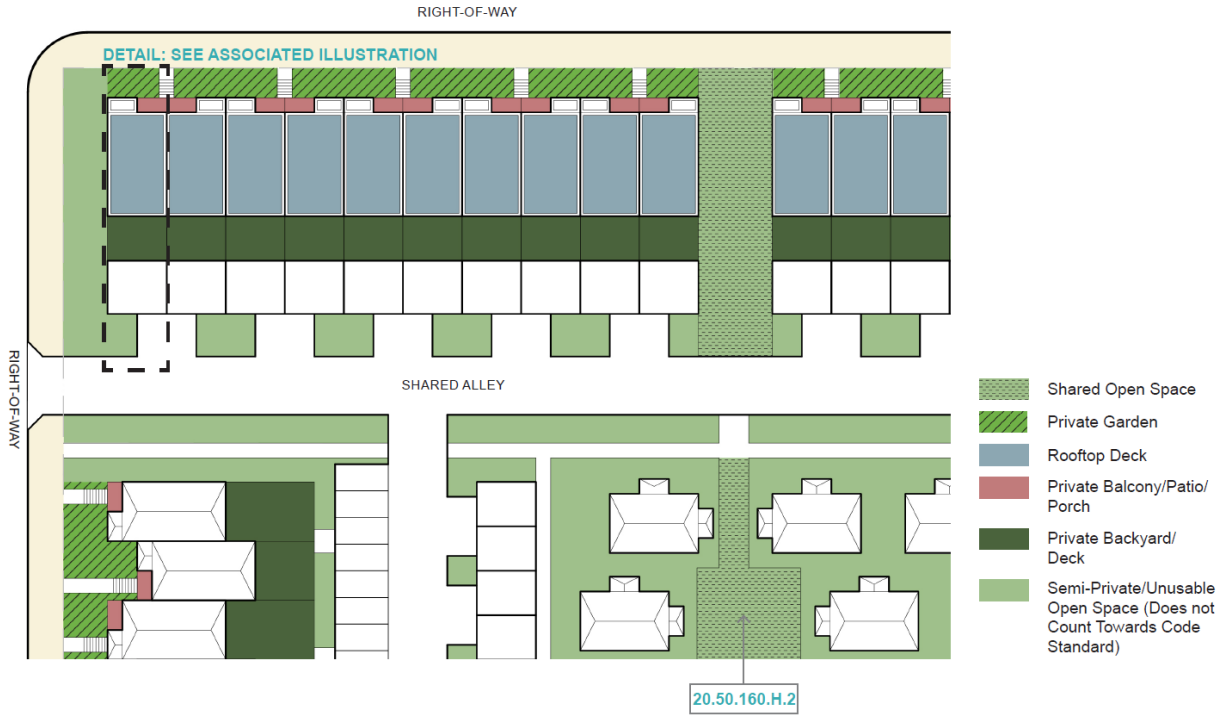 RIGHT-OF-WAY
DETAIL: SEE ASSOCIATED ILLUSTRATION
RIGHT-OF-WAY
SHARED ALLEY
Shared Open Space
Private Garden
Rooftop Deck
Private Balcony/Patio/
Porch
Private Backyard/
Deck
Semi-Private/Unusable
Open Space (Does not
Count Towards Code
Standard)
20.50.160.H.2